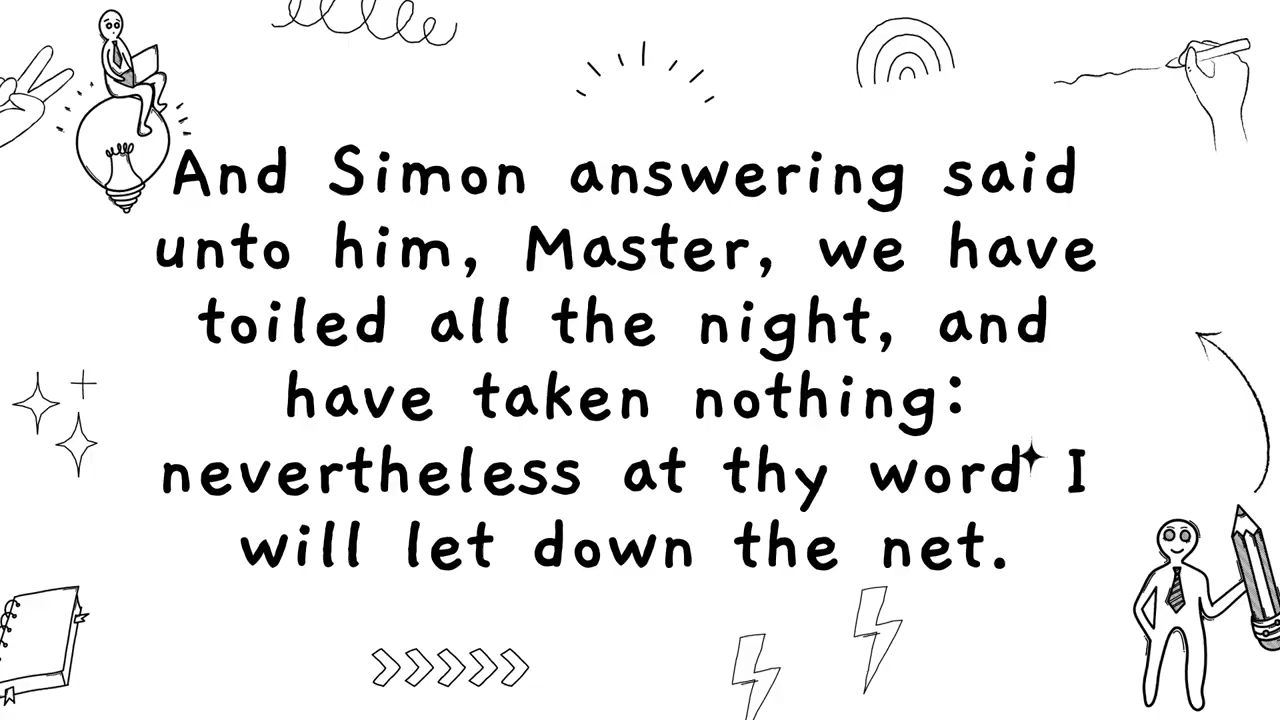 And Simon answering said
unto him, Master, we have
toiled all the night, and
have taken nothing:
nevertheless at thy word I
will let down the net.